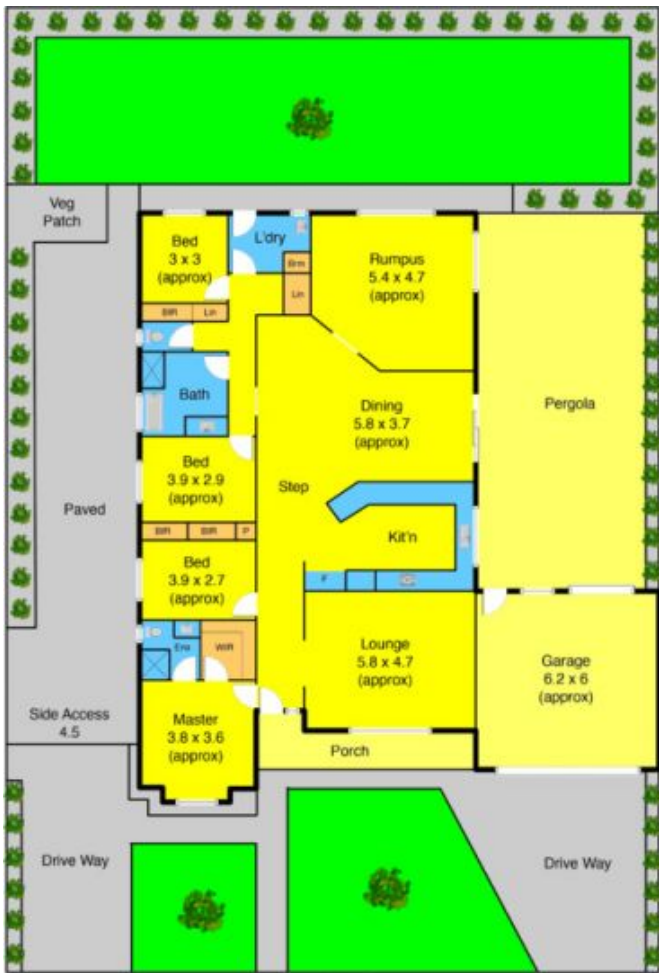 Veg
Patch
Bed
3 x 3
(approx)
L'dry
Brm
Lin
Rumpus
5.4 x 4.7
(approx)
BIR
Lin
Bath
Dining
5.8 x 3.7
(approx)
Pergola
Bed
3.9 x 2.9
(approx)
Step
Paved
Kit'n
BIR
BIR
P
Bed
3.9 x 2.7
(approx)
F
Ens
WIR
Lounge
5.8 x 4.7
(approx)
Garage
6.2 x 6
(approx)
Side Access
4.5
Master
3.8 x 3.6
(approx)
Porch
Drive Way
Drive Way